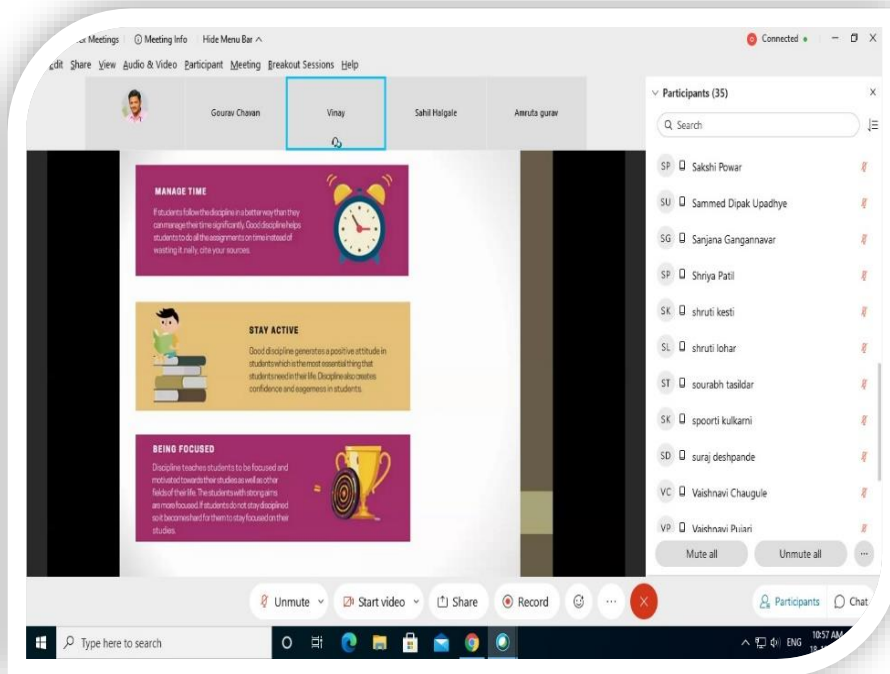 Meetings Meeting Info Hide Menu Bar
Connected
Edit Share View Audio & Video Participant Meeting Breakout Sessions Help
Gourav Chavan Vinay Sahil Halgale Amruta gurav
MANAGE TIME
If students follow the discipline in a better way than they
can manage their time significantly. Good discipline helps
students to do all the assignments on time instead of
wasting it. really, cite your sources.
STAY ACTIVE
Good discipline generates a positive attitude in
students which is the most essential thing that
students need in their life. Discipline also creates
confidence and eagerness in students.
BEING FOCUSED
Discipline teaches students to be focused and
motivated towards their studies as well as other
fields of their life. The students with strong aims
are more focused. If students do not stay disciplined
so it becomes hard for them to stay focused on their
studies.
Participants (35)
Search
SP Sakshi Powar
SU Sammed Dipak Upadhye
SG Sanjana Gangannavar
SP Shriya Patil
SK shruti kesti
SL shruti lohar
ST sourabh tasildar
SK spoorti kulkarni
SD suraj deshpande
VC Vaishnavi Chaugule
VP Vaishnavi Pujari
Mute all Unmute all
Unmute Start video Share Record
Participants Chat
Type here to search
ENG
10:57 AM